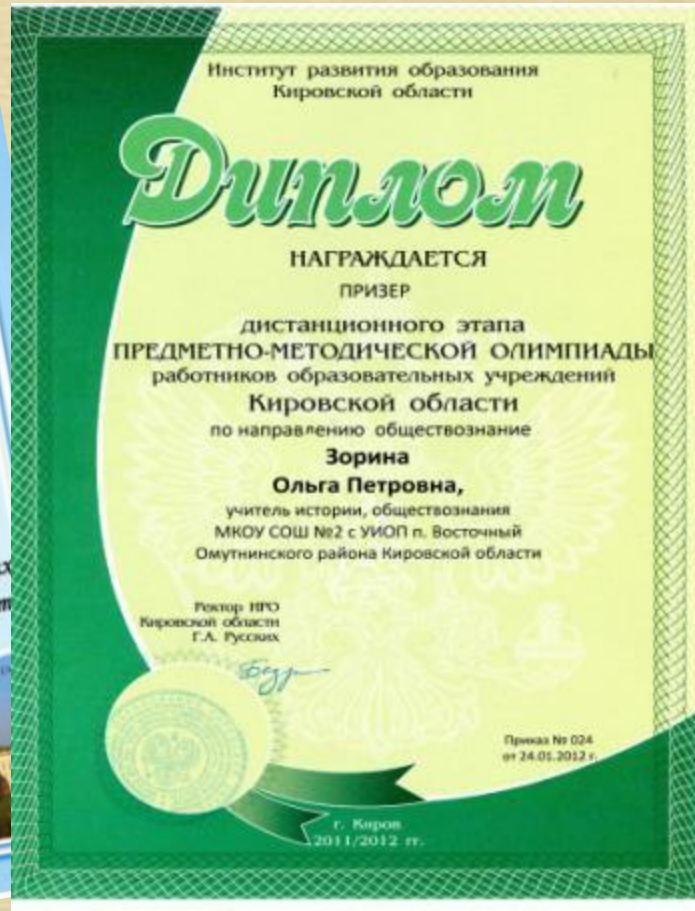 Институт развития образования
Кировской области
Диплом
НАГРАЖДАЕТСЯ
ПРИЗЕР
дистанционного этапа
ПРЕДМЕТНО-МЕТОДИЧЕСКОЙ ОЛИМПИАДЫ
работников образовательных учреждений
Кировской области
по направлению обществознание
Зорина
Ольга Петровна,
учитель истории, обществознания
МКОУ СОШ №2 с УИОП п. Восточный
Омутнинского района Кировской области
Ректор ИРО
Кировской области
Г.А. Русских
Приказ № 024
от 24.01.2012 г.
г. Киров
2011/2012 гг.